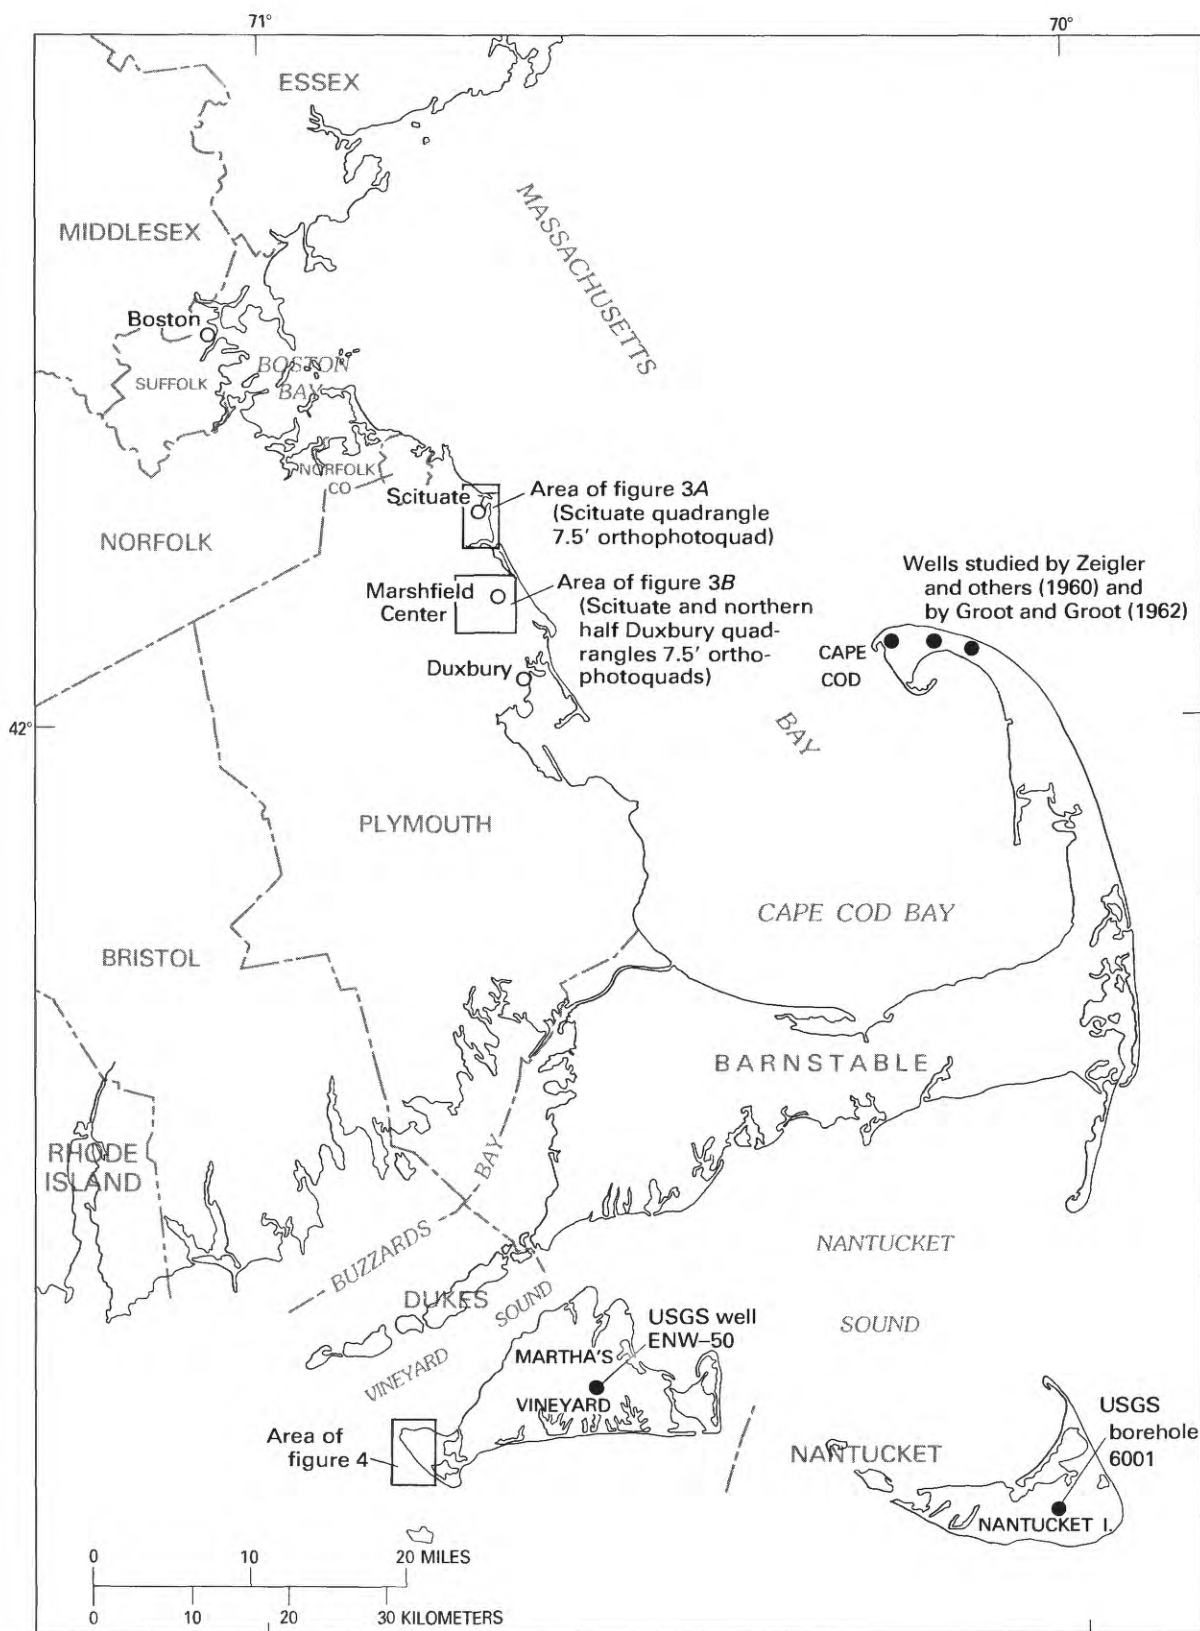 71°
70°
ESSEX
MASSACHUSETTS
MIDDLESEX
Boston
SUFFOLK
BOSTON
BAY
NORFOLK
CO
Scituate
Area of figure 3A
(Scituate quadrangle
7.5′ orthophotoquad)
NORFOLK
Marshfield
Center
Area of figure 3B
(Scituate and northern
half Duxbury quad-
rangles 7.5′ ortho-
photoquads)
Wells studied by Zeigler
and others (1960) and
by Groot and Groot (1962)
CAPE
COD
Duxbury
42°
BAY
PLYMOUTH
CAPE COD BAY
BRISTOL
BARNSTABLE
RHODE
ISLAND
BUZZARDS
BAY
NANTUCKET
SOUND
DUKES
VINEYARD
SOUND
USGS well
ENW–50
MARTHA'S
VINEYARD
Area of
figure 4
NANTUCKET
USGS
borehole
6001
NANTUCKET I.
0 10 20 MILES
0 10 20 30 KILOMETERS